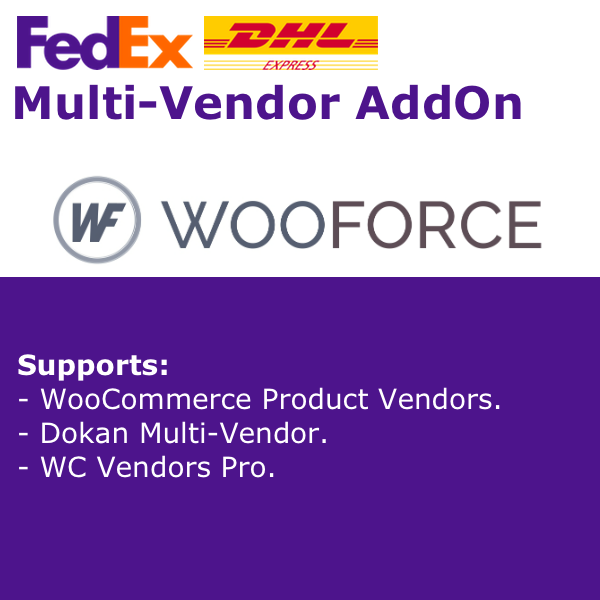 FedEx DHL
EXPRESS
Multi-Vendor AddOn
WF WOOFORCE
Supports:
- WooCommerce Product Vendors.
- Dokan Multi-Vendor.
- WC Vendors Pro.